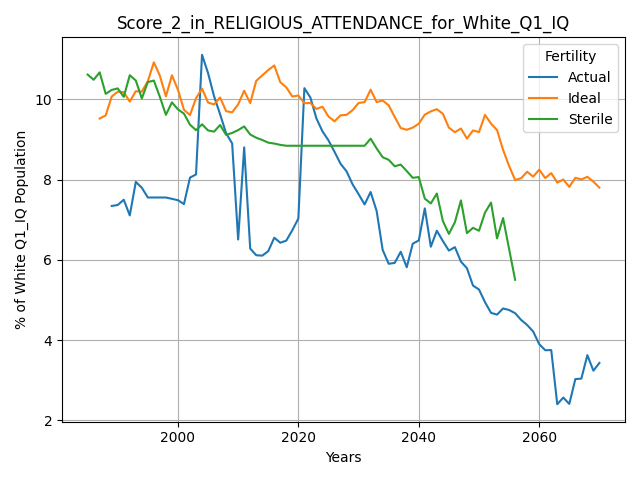 Score_2_in_RELIGIOUS_ATTENDANCE_for_White_Q1_IQ
Fertility
Actual
Ideal
Sterile
% of White Q1_IQ Population
10
8
6
4
2
2000
2020
2040
2060
Years